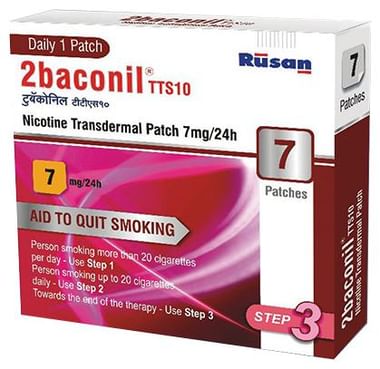 Daily 1 Patch
2baconil® TTS10
टुबॅकोनिल टीटीएस१०
Nicotine Transdermal Patch 7mg/24h
Rusan
7
Patches
7
Patches
7 mg/24h
AID TO QUIT SMOKING
Person smoking more than 20 cigarettes
per day - Use Step 1
Person smoking up to 20 cigarettes
daily - Use Step 2
Towards the end of the therapy - Use Step 3
STEP 3
2baconil® TTS10
Nicotine Transdermal Patch